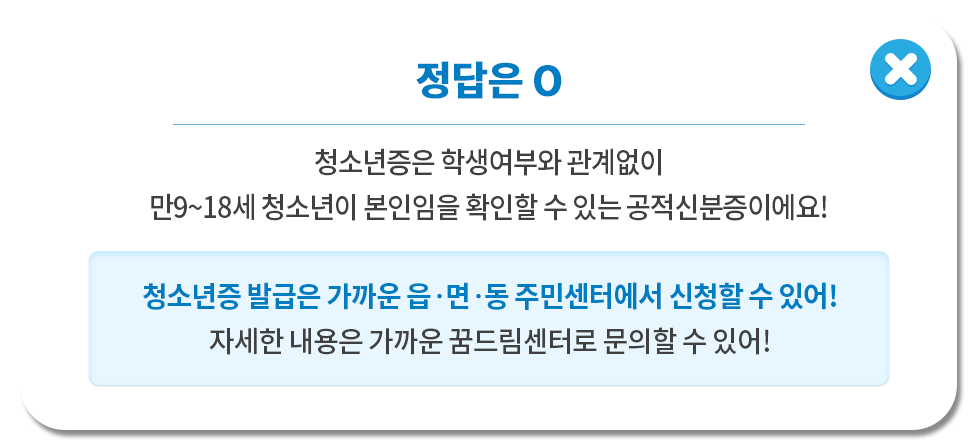 정답은 O
청소년증은 학생여부와 관계없이
만9~18세 청소년이 본인임을 확인할 수 있는 공적신분증이에요!
청소년증 발급은 가까운 읍·면·동 주민센터에서 신청할 수 있어!
자세한 내용은 가까운 꿈드림센터로 문의할 수 있어!